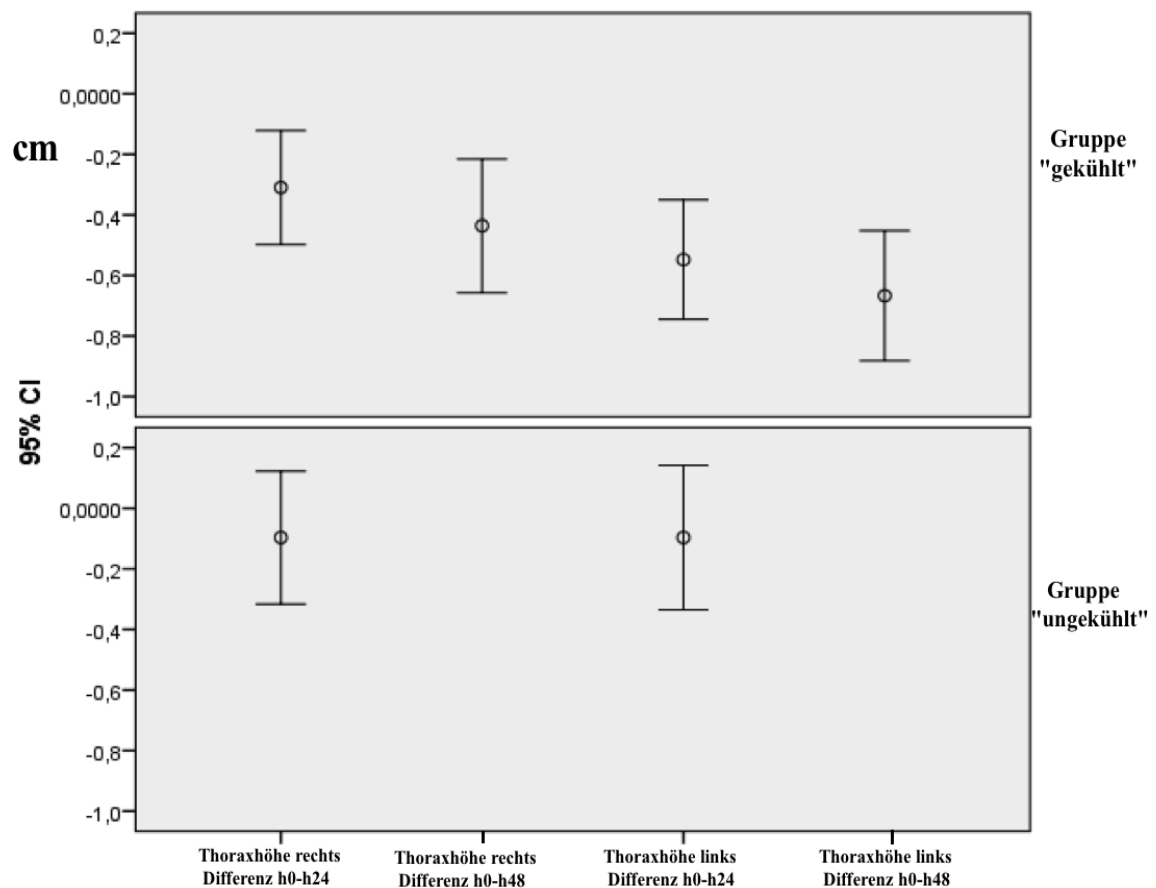 0,2
0,0000
cm
-0,2
-0,4
-0,6
-0,8
-1,0
Gruppe
"gekühlt"
95% CI
0,2
0,0000
-0,2
-0,4
-0,6
-0,8
-1,0
Gruppe
"ungekühlt"
Thoraxhöhe rechts
Differenz h0-h24
Thoraxhöhe rechts
Differenz h0-h48
Thoraxhöhe links
Differenz h0-h24
Thoraxhöhe links
Differenz h0-h48